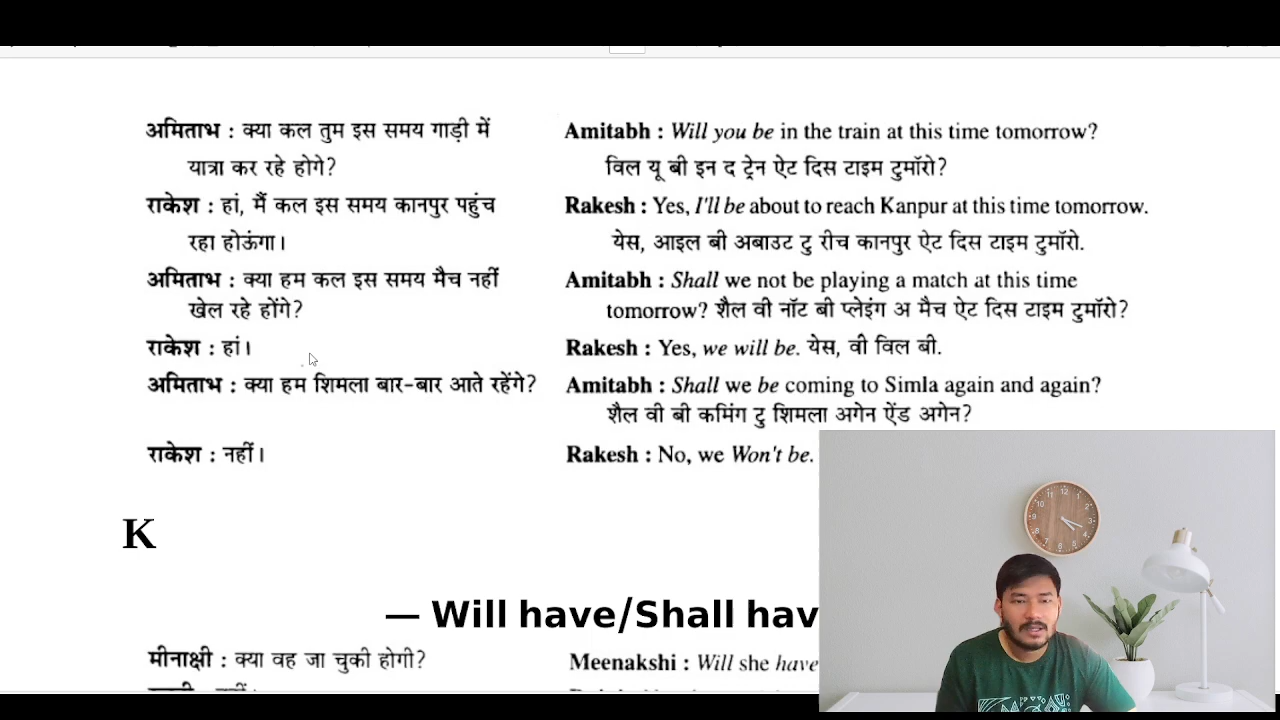 अमिताभ : क्या कल तुम इस समय गाड़ी में
यात्रा कर रहे होगे?
राकेश : हां, मैं कल इस समय कानपुर पहुंच
रहा होऊंगा।
अमिताभ : क्या हम कल इस समय मैच नहीं
खेल रहे होंगे?
राकेश : हां।
अमिताभ : क्या हम शिमला बार-बार आते रहेंगे?
राकेश : नहीं।
Amitabh : Will you be in the train at this time tomorrow?
विल यू बी इन द ट्रेन ऐट दिस टाइम टुमॉरो?
Rakesh : Yes, I'll be about to reach Kanpur at this time tomorrow.
येस, आइल बी अबाउट टु रीच कानपुर ऐट दिस टाइम टुमॉरो.
Amitabh : Shall we not be playing a match at this time
tomorrow? शैल वी नॉट बी प्लेइंग अ मैच ऐट दिस टाइम टुमॉरो?
Rakesh : Yes, we will be. येस, वी विल बी.
Amitabh : Shall we be coming to Simla again and again?
शैल वी बी कमिंग टु शिमला अगेन ऐंड अगेन?
Rakesh : No, we Won't be.
K
— Will have/Shall hav
मीनाक्षी : क्या वह जा चुकी होगी?
Meenakshi : Will she have